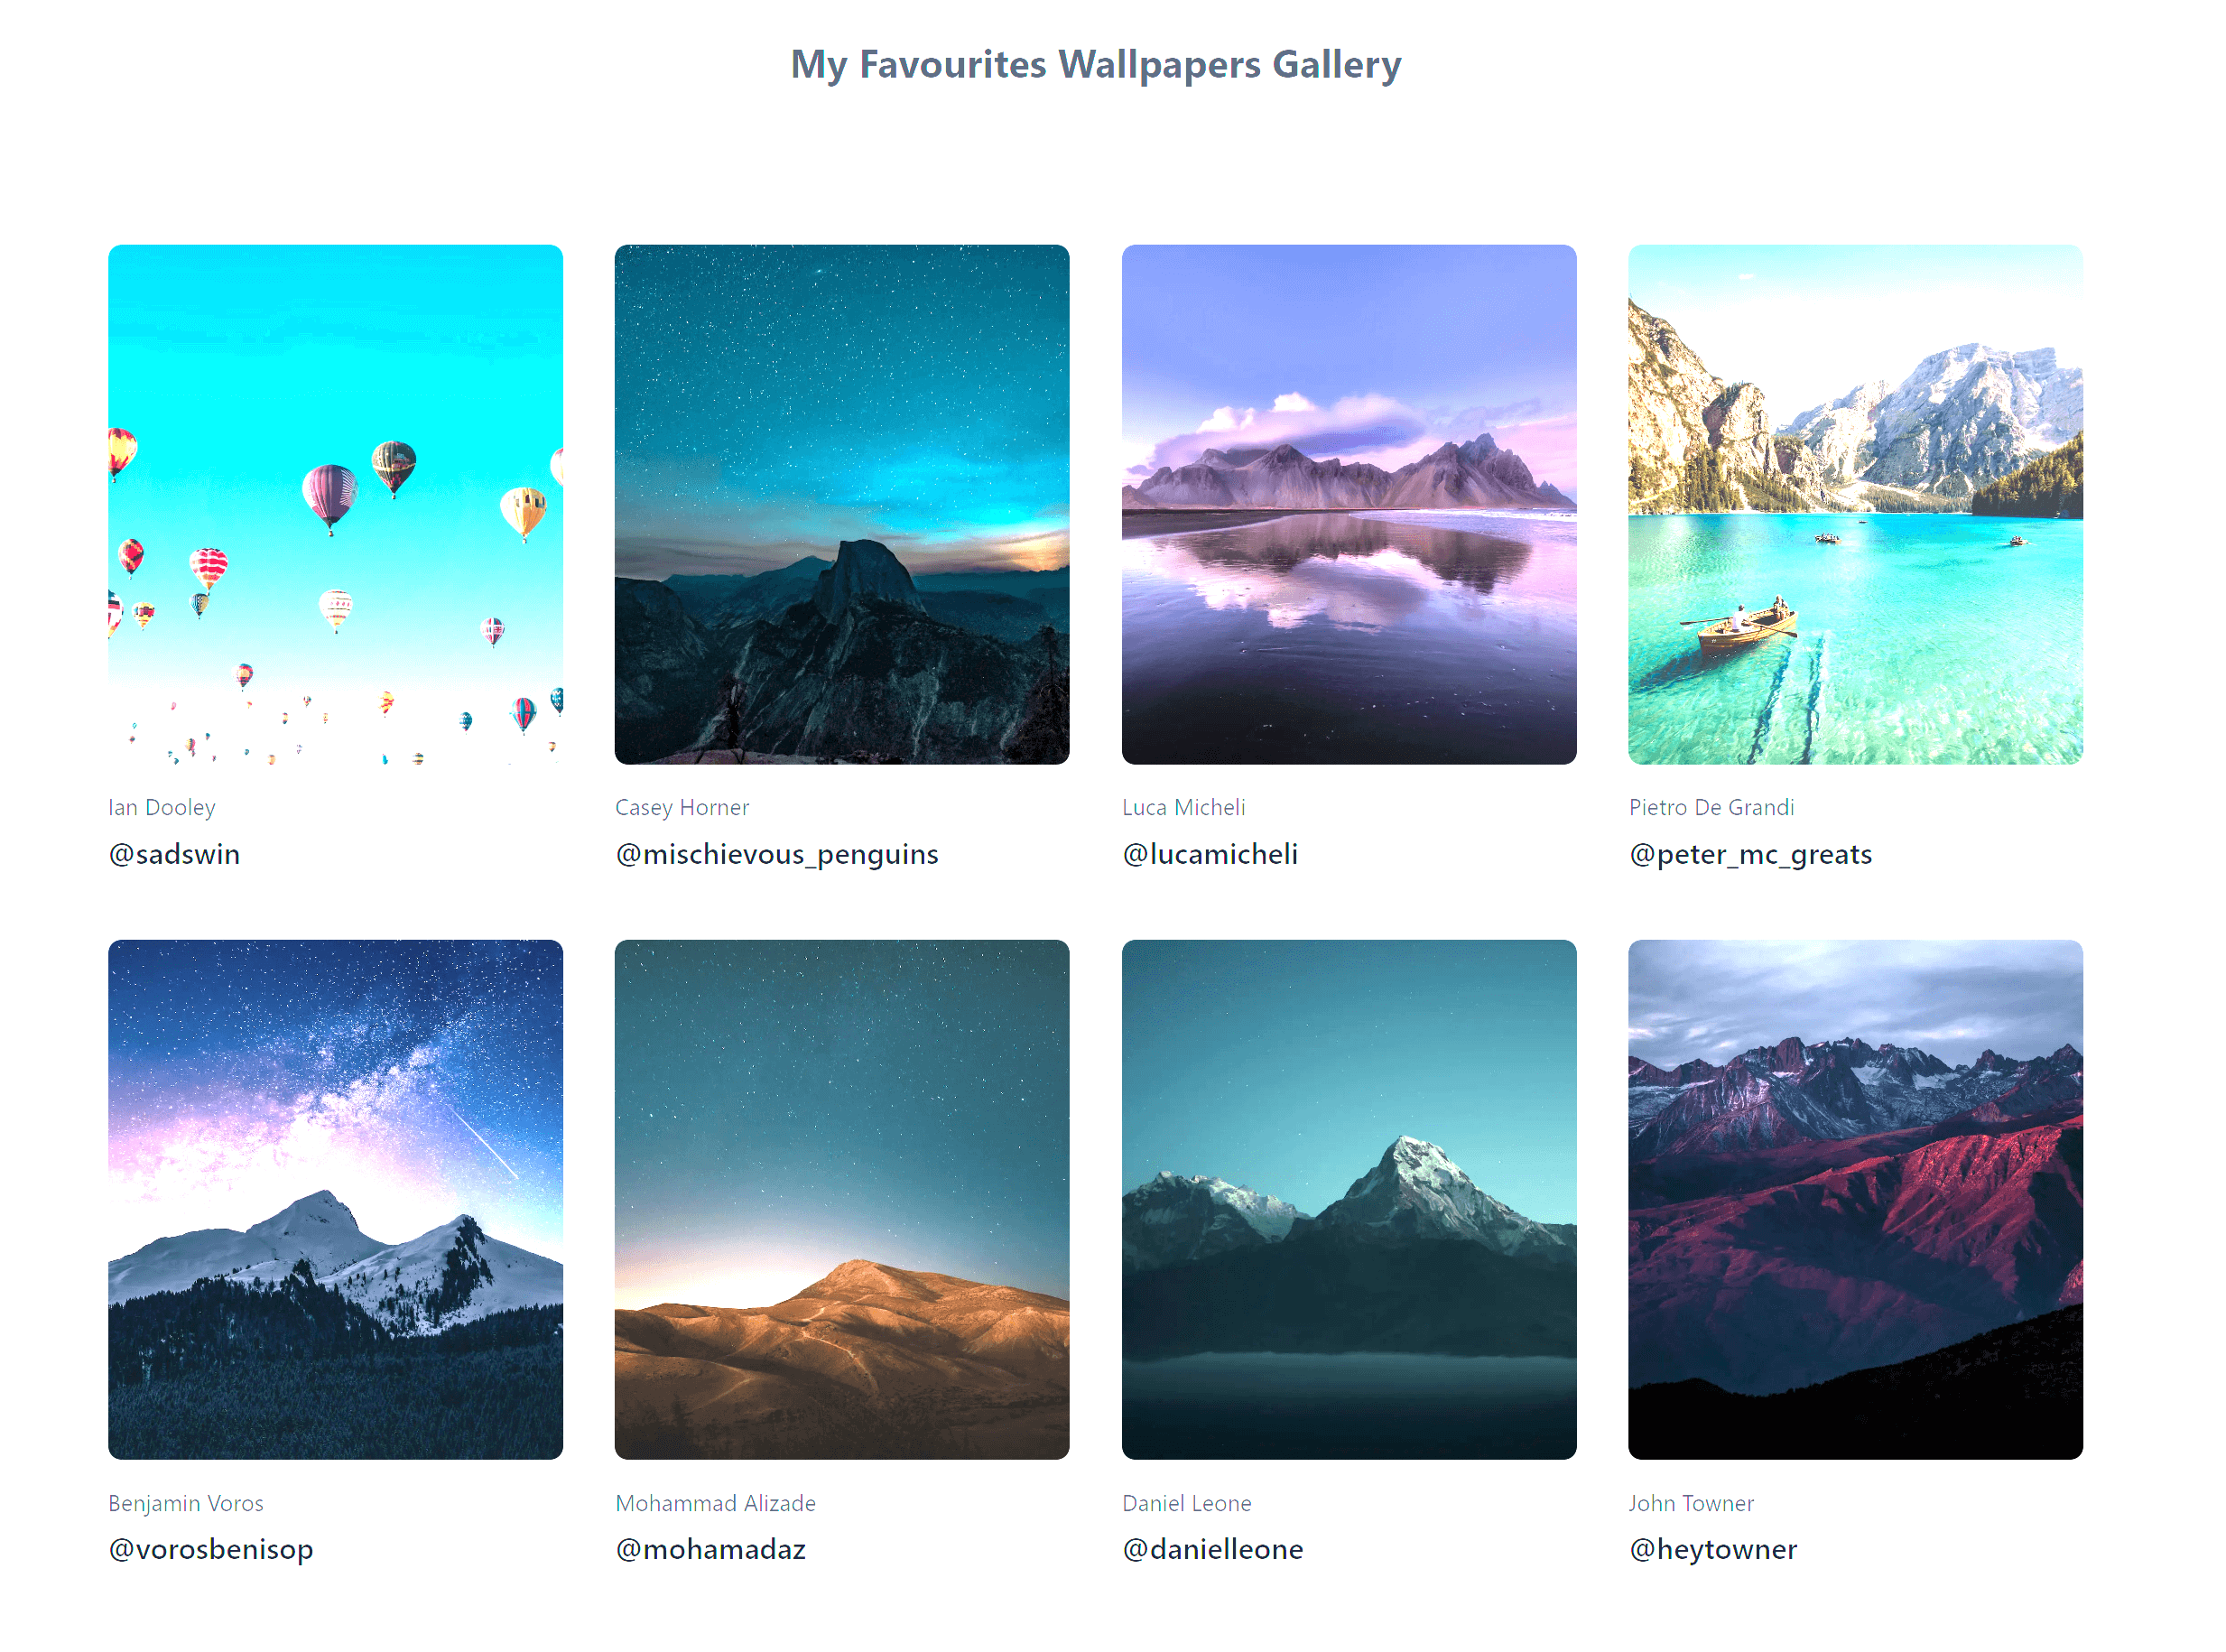 My Favourites Wallpapers Gallery
Ian Dooley
@sadswin
Casey Horner
@mischievous_penguins
Luca Micheli
@lucamicheli
Pietro De Grandi
@peter_mc_greats
Benjamin Voros
@vorosbenisop
Mohammad Alizade
@mohamadaz
Daniel Leone
@danielleone
John Towner
@heytowner